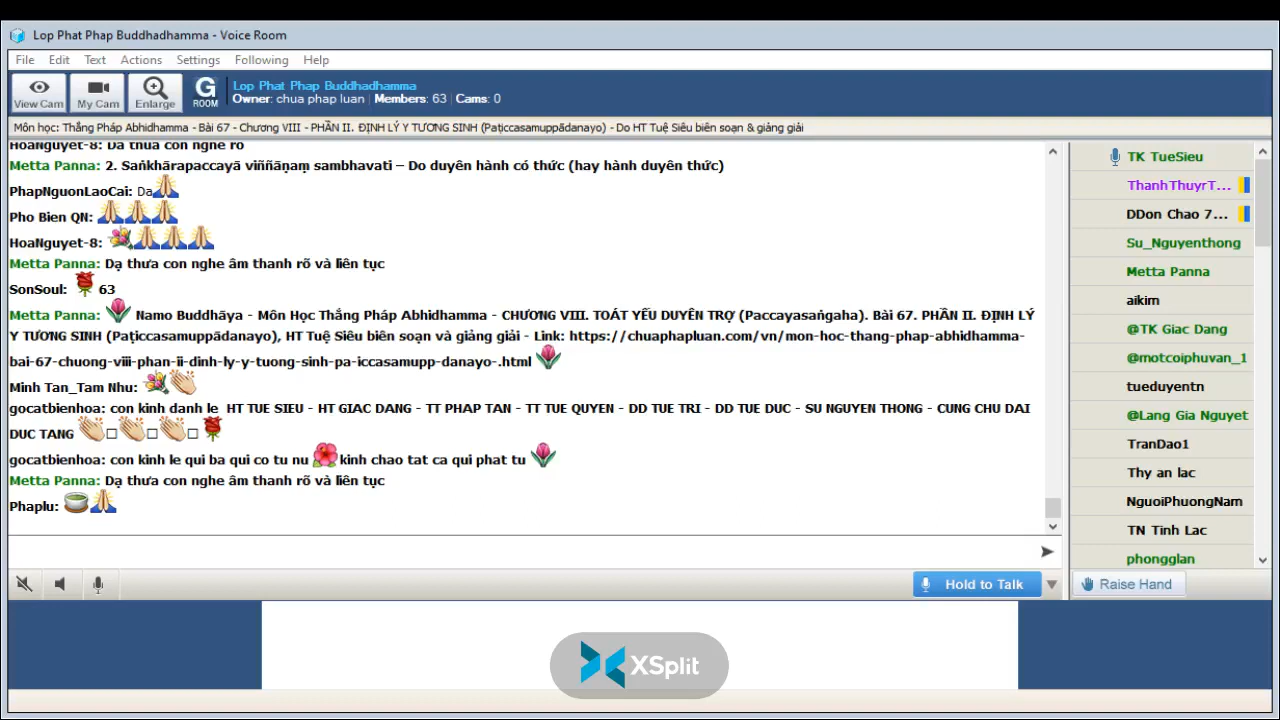 Lop Phat Phap Buddhadhamma - Voice Room
File Edit Text Actions Settings Following Help
View Cam My Cam Enlarge G ROOM
Lop Phat Phap Buddhadhamma
Owner: chua phap luan | Members: 63 | Cams: 0
Môn học: Thắng Pháp Abhidhamma - Bài 67 - Chương VIII - PHẦN II. ĐỊNH LÝ Y TƯƠNG SINH (Paṭiccasamuppādanayo) - Do HT Tuệ Siêu biên soạn & giảng giải
HoaNguyet-8: Da thua con nghe ro
Metta Panna: 2. Saṅkhārapaccayā viññāṇaṃ sambhavati – Do duyên hành có thức (hay hành duyên thức)
PhapNguonLaoCai: Da
Pho Bien QN:
HoaNguyet-8:
Metta Panna: Dạ thưa con nghe âm thanh rõ và liên tục
SonSoul: 63
Metta Panna: Namo Buddhāya - Môn Học Thắng Pháp Abhidhamma - CHƯƠNG VIII. TOÁT YẾU DUYÊN TRỢ (Paccayasaṅgaha). Bài 67. PHẦN II. ĐỊNH LÝ
Y TƯƠNG SINH (Paṭiccasamuppādanayo), HT Tuệ Siêu biên soạn và giảng giải - Link: https://chuaphapluan.com/vn/mon-hoc-thang-phap-abhidhamma-
bai-67-chuong-viii-phan-ii-dinh-ly-y-tuong-sinh-pa-iccasamupp-danayo-.html
Minh Tan_Tam Nhu:
gocatbienhoa: con kinh danh le HT TUE SIEU - HT GIAC DANG - TT PHAP TAN - TT TUE QUYEN - DD TUE TRI - DD TUE DUC - SU NGUYEN THONG - CUNG CHU DAI
DUC TANG
gocatbienhoa: con kinh le qui ba qui co tu nu kinh chao tat ca qui phat tu
Metta Panna: Dạ thưa con nghe âm thanh rõ và liên tục
Phaplu:
TK TueSieu
ThanhThuyrT...
DDon Chao 7...
Su_Nguyenthong
Metta Panna
aikim
@TK Giac Dang
@motcoiphuvan_1
tueduyentn
@Lang Gia Nguyet
TranDao1
Thy an lac
NguoiPhuongNam
TN Tinh Lac
phongglan
Hold to Talk
Raise Hand
XSplit